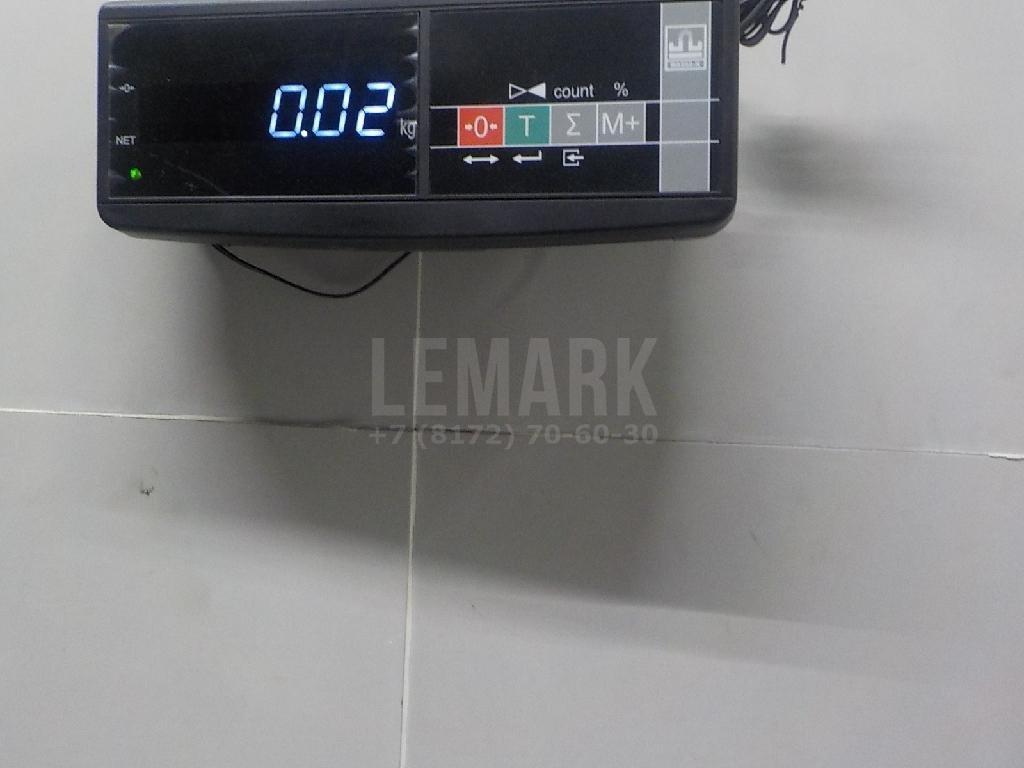 →0←
NET
0.02 kg
count %
→0← T Σ M+
LEMARK
+7 (8172) 70-60-30